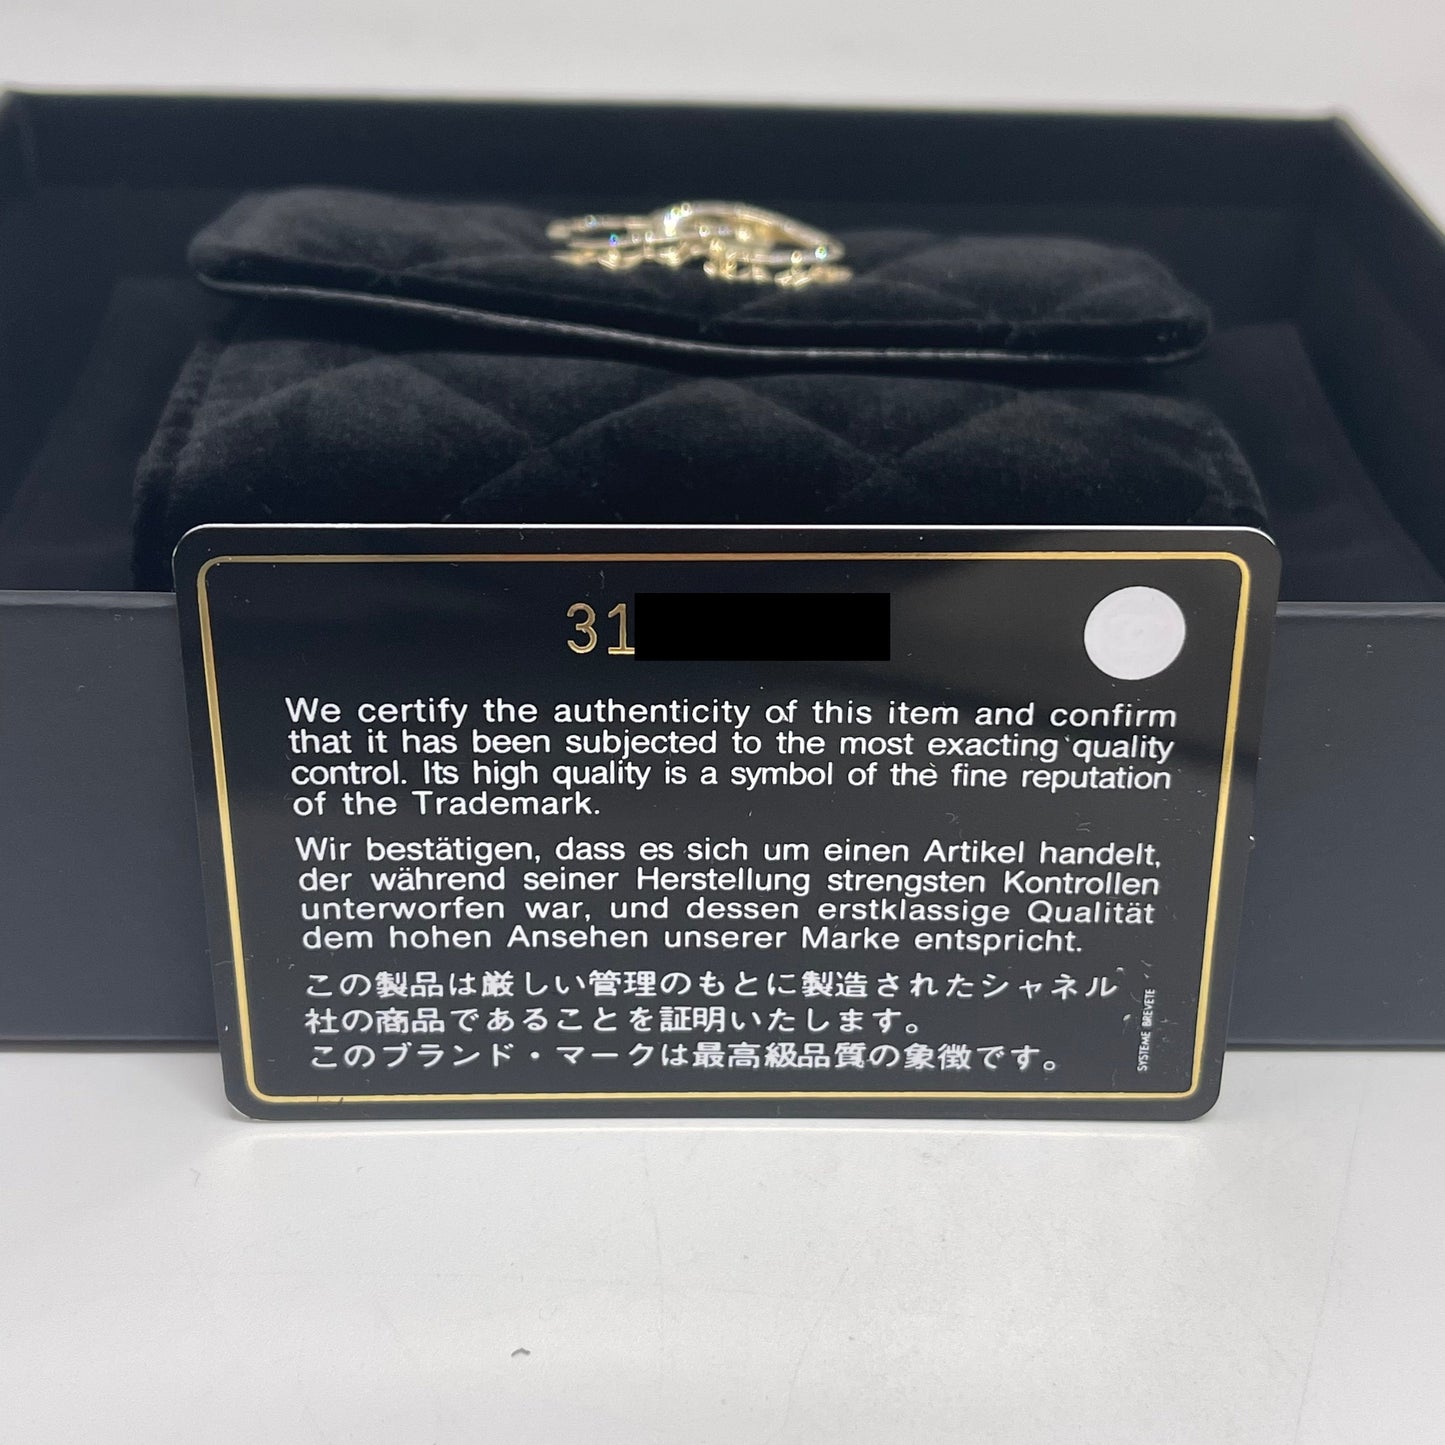 31
We certify the authenticity of this item and confirm
that it has been subjected to the most exacting quality
control. Its high quality is a symbol of the fine reputation
of the Trademark.
Wir bestätigen, dass es sich um einen Artikel handelt,
der während seiner Herstellung strengsten Kontrollen
unterworfen war, und dessen erstklassige Qualität
dem hohen Ansehen unserer Marke entspricht.
この製品は厳しい管理のもとに製造されたシャネル
社の商品であることを証明いたします。
このブランド・マークは最高級品質の象徴です。
SYSTEME BREVETE